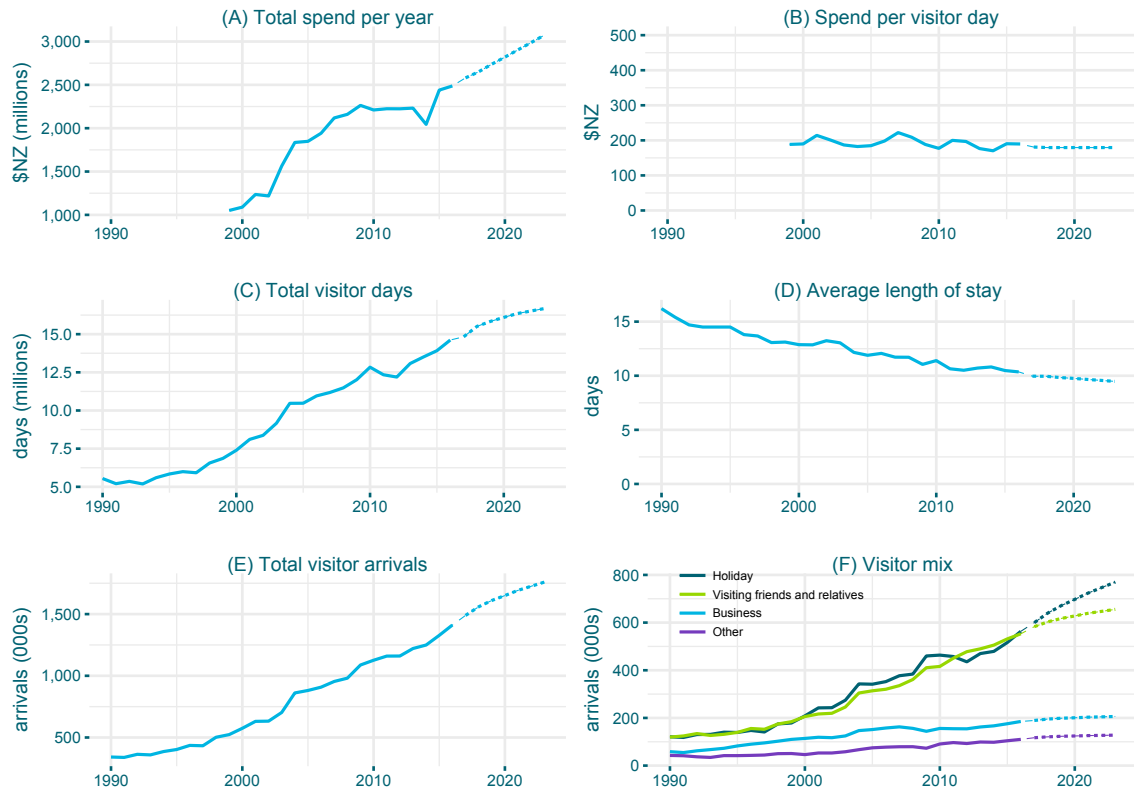 (A) Total spend per year
$NZ (millions)
3,000
2,500
2,000
1,500
1,000
1990 2000 2010 2020
(B) Spend per visitor day
$NZ
500
400
300
200
100
0
1990 2000 2010 2020
(C) Total visitor days
days (millions)
15.0
12.5
10.0
7.5
5.0
1990 2000 2010 2020
(D) Average length of stay
days
15
10
5
0
1990 2000 2010 2020
(E) Total visitor arrivals
arrivals (000s)
1,500
1,000
500
1990 2000 2010 2020
(F) Visitor mix
Holiday
Visiting friends and relatives
Business
Other
arrivals (000s)
800
600
400
200
0
1990 2000 2010 2020